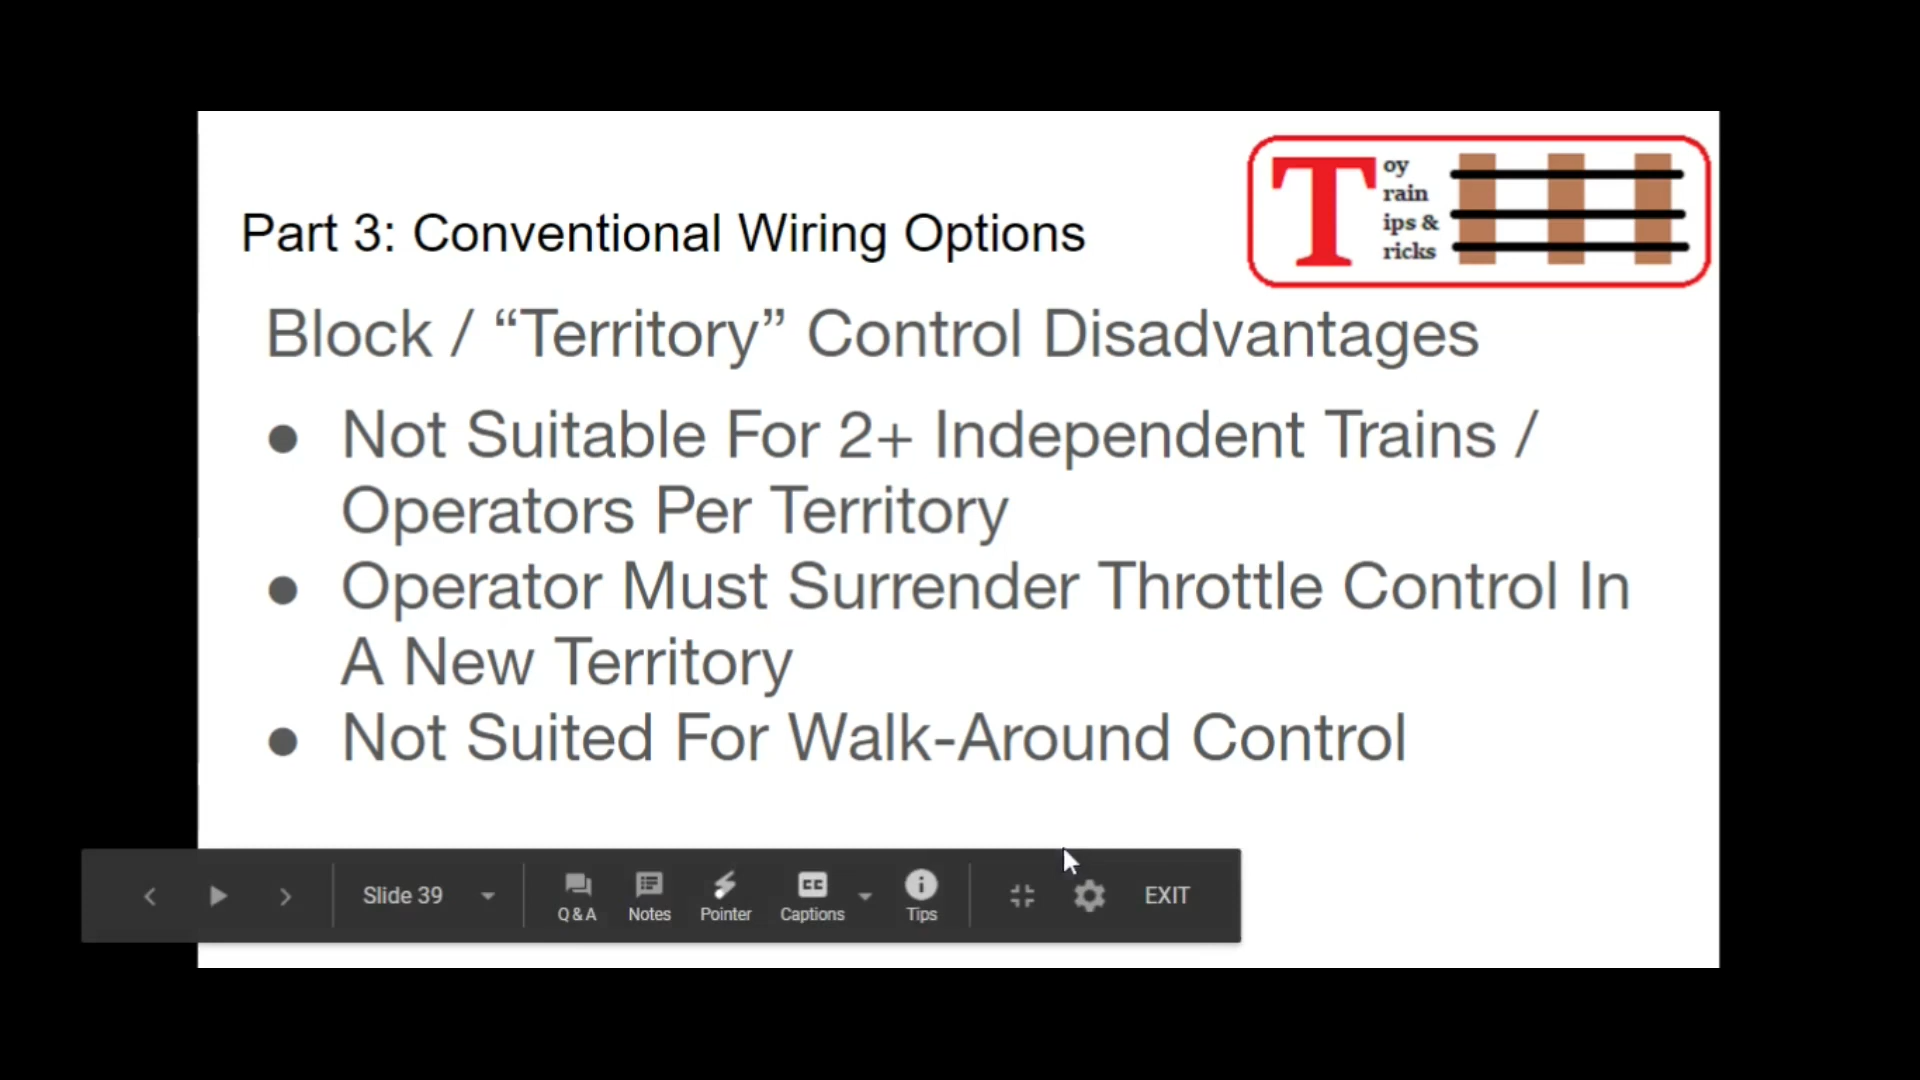 T
oy
rain
ips &
ricks
Part 3: Conventional Wiring Options
Block / “Territory” Control Disadvantages
● Not Suitable For 2+ Independent Trains /
Operators Per Territory
● Operator Must Surrender Throttle Control In
A New Territory
● Not Suited For Walk-Around Control
Slide 39
Q & A
Notes
CC
Pointer
Captions
Tips
EXIT